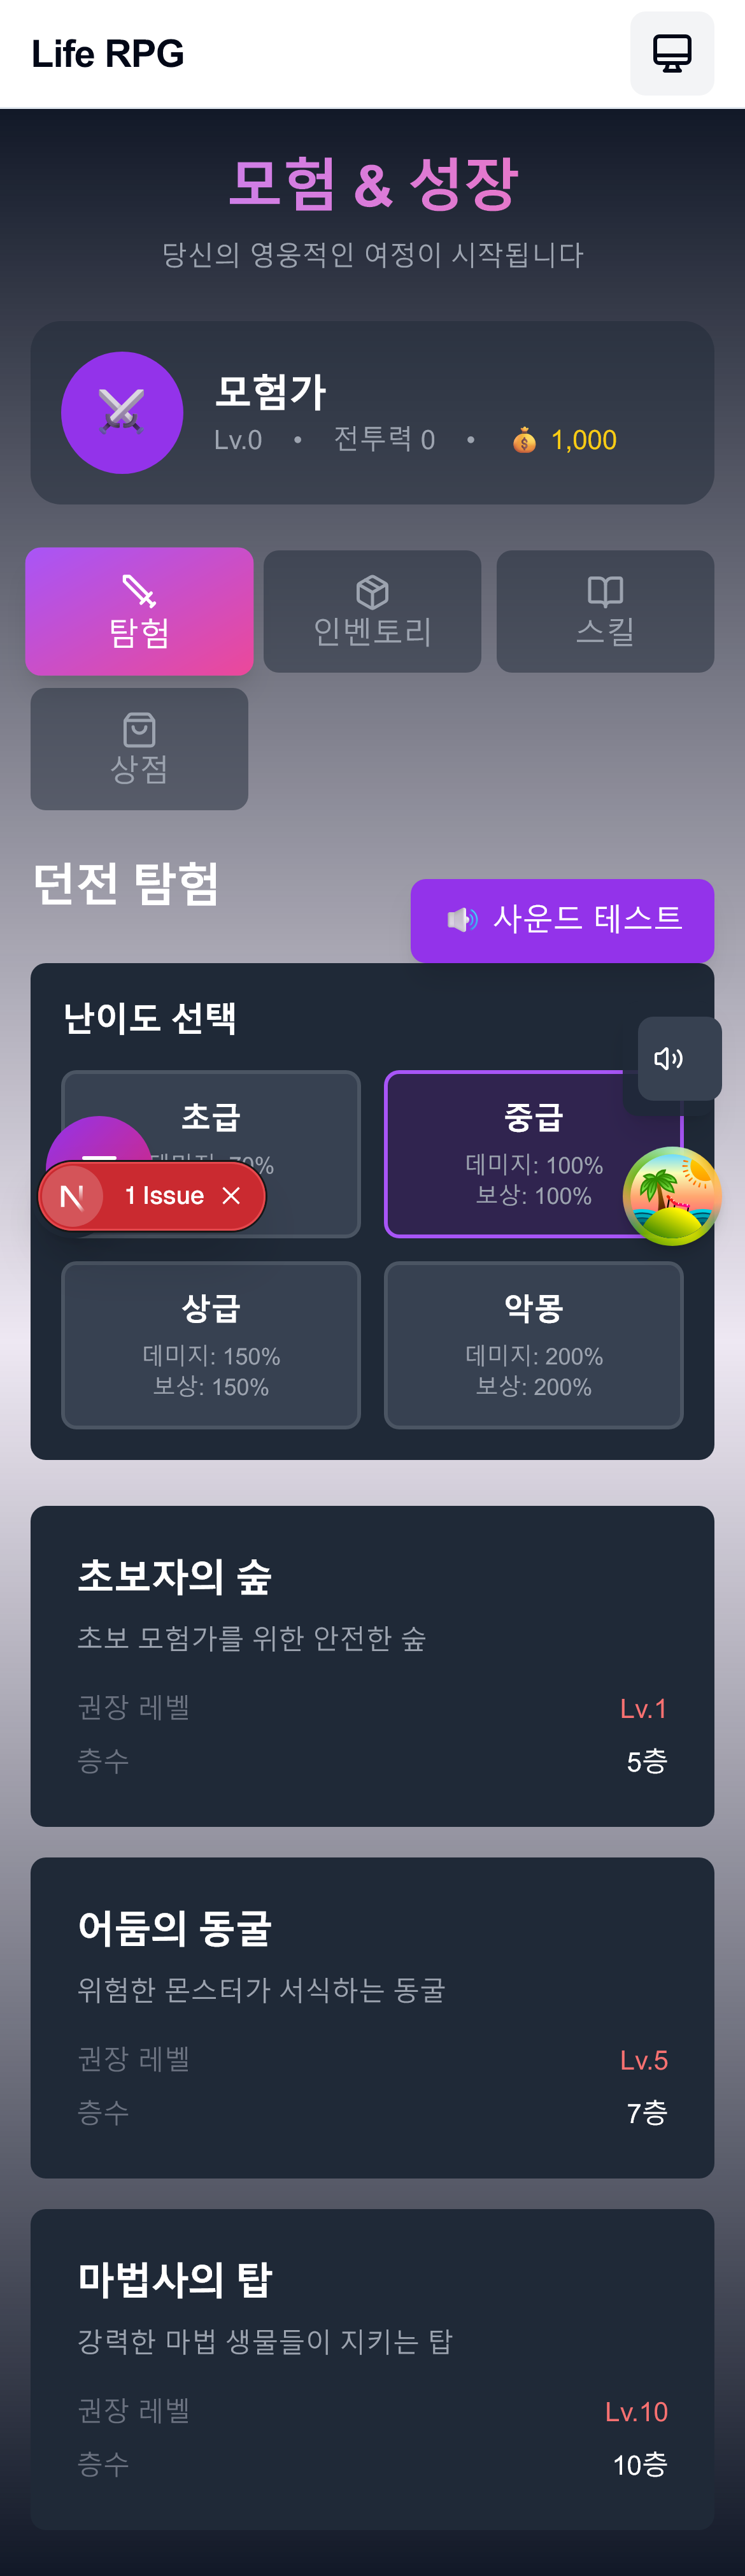 Life RPG
모험 & 성장
당신의 영웅적인 여정이 시작됩니다
모험가
Lv.0 • 전투력 0 • 1,000
탐험
인벤토리
스킬
상점
던전 탐험
사운드 테스트
난이도 선택
초급
중급
데미지: 100%
보상: 100%
N 1 Issue
상급
데미지: 150%
보상: 150%
악몽
데미지: 200%
보상: 200%
초보자의 숲
초보 모험가를 위한 안전한 숲
권장 레벨 Lv.1
층수 5층
어둠의 동굴
위험한 몬스터가 서식하는 동굴
권장 레벨 Lv.5
층수 7층
마법사의 탑
강력한 마법 생물들이 지키는 탑
권장 레벨 Lv.10
층수 10층